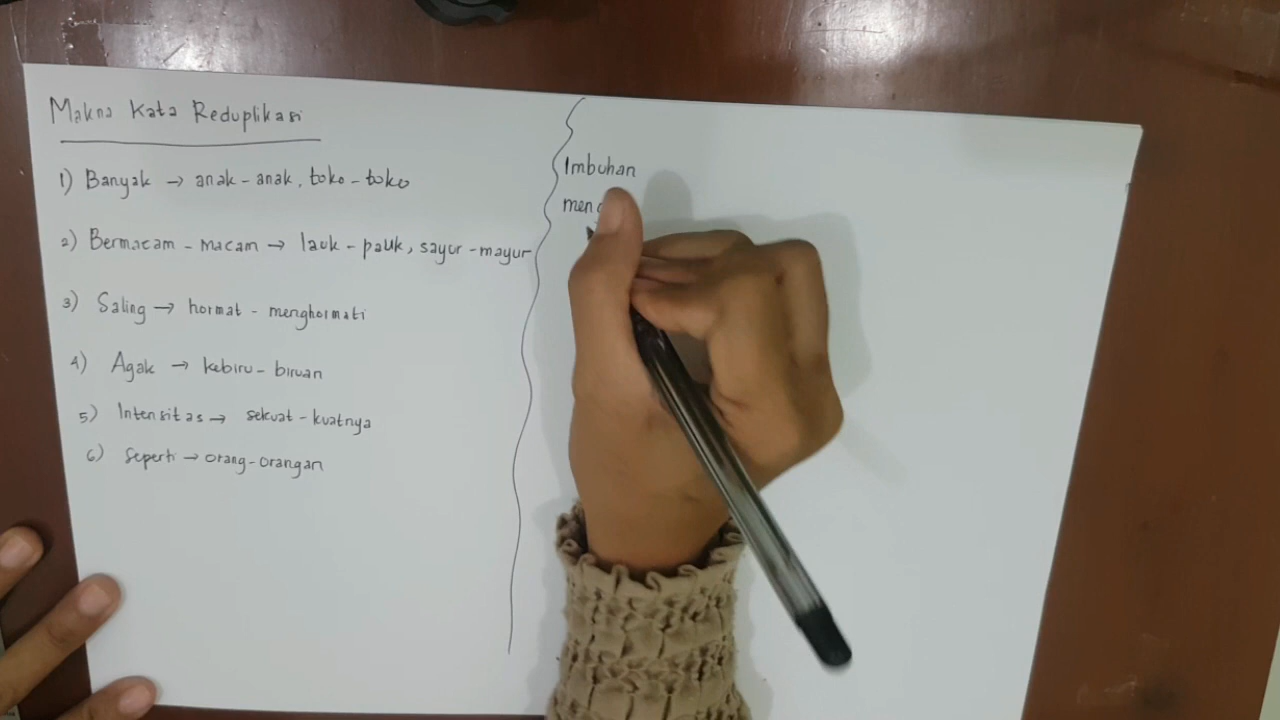 Makna Kata Reduplikasi
1) Banyak → anak - anak, toko - toko
2) Bermacam - macam → lauk - pauk, sayur - mayur
3) Saling → hormat - menghormati
4) Agak → kebiru - biruan
5) Intensitas → sekuat - kuatnya
6) Seperti → orang - orangan
Imbuhan